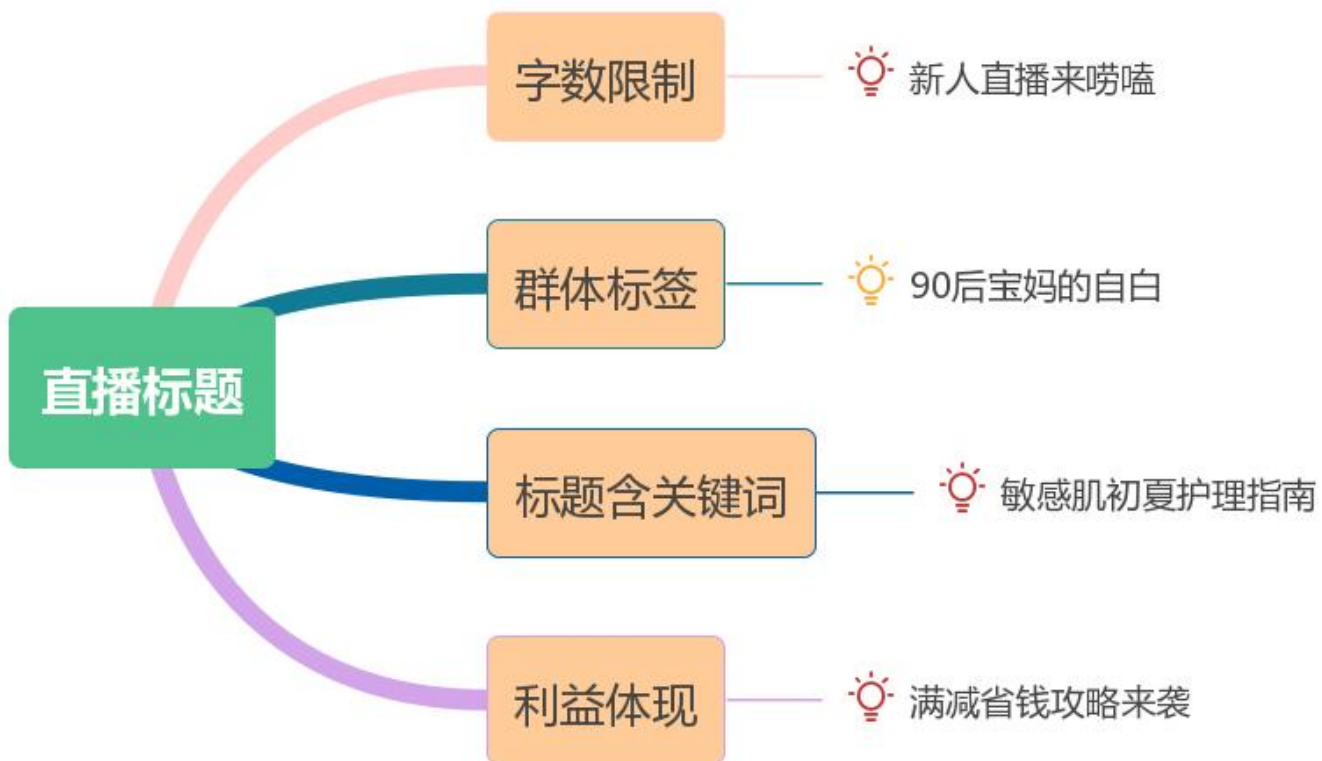 直播标题
字数限制
新人直播来唠嗑
群体标签
90后宝妈的自白
标题含关键词
敏感肌初夏护理指南
利益体现
满减省钱攻略来袭